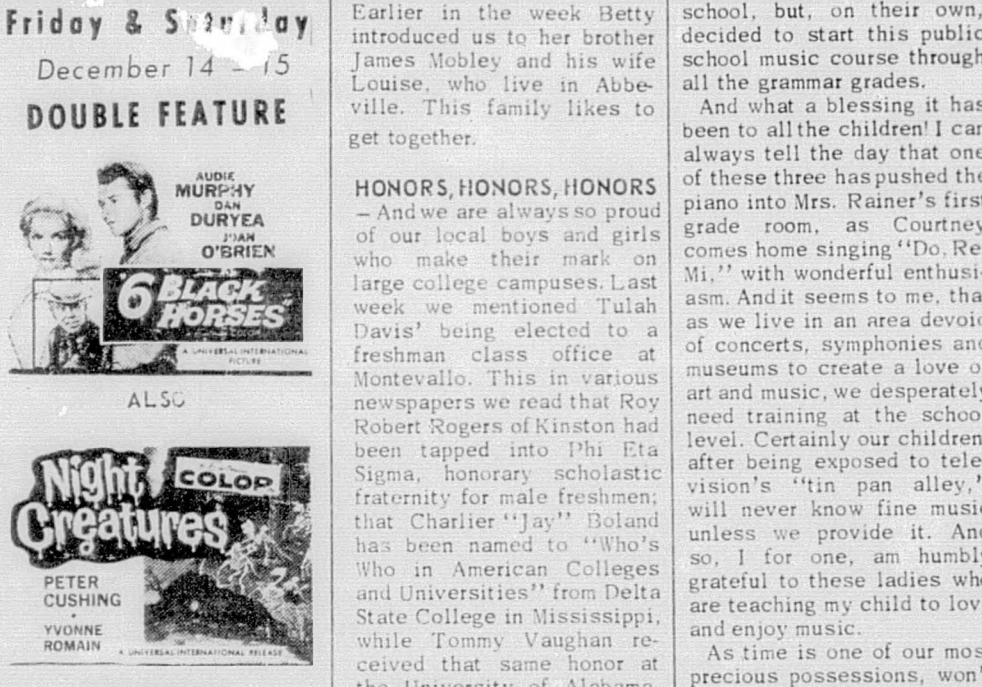 Friday & Saturday
December 14 - 15
DOUBLE FEATURE
AUDIE
MURPHY
DAN
DURYEA
JOAN
O'BRIEN
6 BLACK
HORSES
A UNIVERSAL-INTERNATIONAL
PICTURE
ALSO
Night
Creatures
COLOR
PETER
CUSHING
YVONNE
ROMAIN
A UNIVERSAL-INTERNATIONAL RELEASE
Earlier in the week Betty
introduced us to her brother
James Mobley and his wife
Louise, who live in Abbe-
ville. This family likes to
get together.
HONORS, HONORS, HONORS
— And we are always so proud
of our local boys and girls
who make their mark on
large college campuses. Last
week we mentioned Tulah
Davis' being elected to a
freshman class office at
Montevallo. This in various
newspapers we read that Roy
Robert Rogers of Kinston had
been tapped into Phi Eta
Sigma, honorary scholastic
fraternity for male freshmen;
that Charlier "Jay" Boland
has been named to "Who's
Who in American Colleges
and Universities" from Delta
State College in Mississippi,
while Tommy Vaughan re-
ceived that same honor at
the University of Alabama.
school, but, on their own,
decided to start this public
school music course through
all the grammar grades.
And what a blessing it has
been to all the children! I can
always tell the day that one
of these three has pushed the
piano into Mrs. Rainer's first
grade room, as Courtney
comes home singing "Do, Re,
Mi," with wonderful enthusi-
asm. And it seems to me, that
as we live in an area devoid
of concerts, symphonies and
museums to create a love of
art and music, we desperately
need training at the school
level. Certainly our children,
after being exposed to tele-
vision's "tin pan alley,"
will never know fine music
unless we provide it. And
so, I for one, am humbly
grateful to these ladies who
are teaching my child to love
and enjoy music.
As time is one of our most
precious possessions, won't